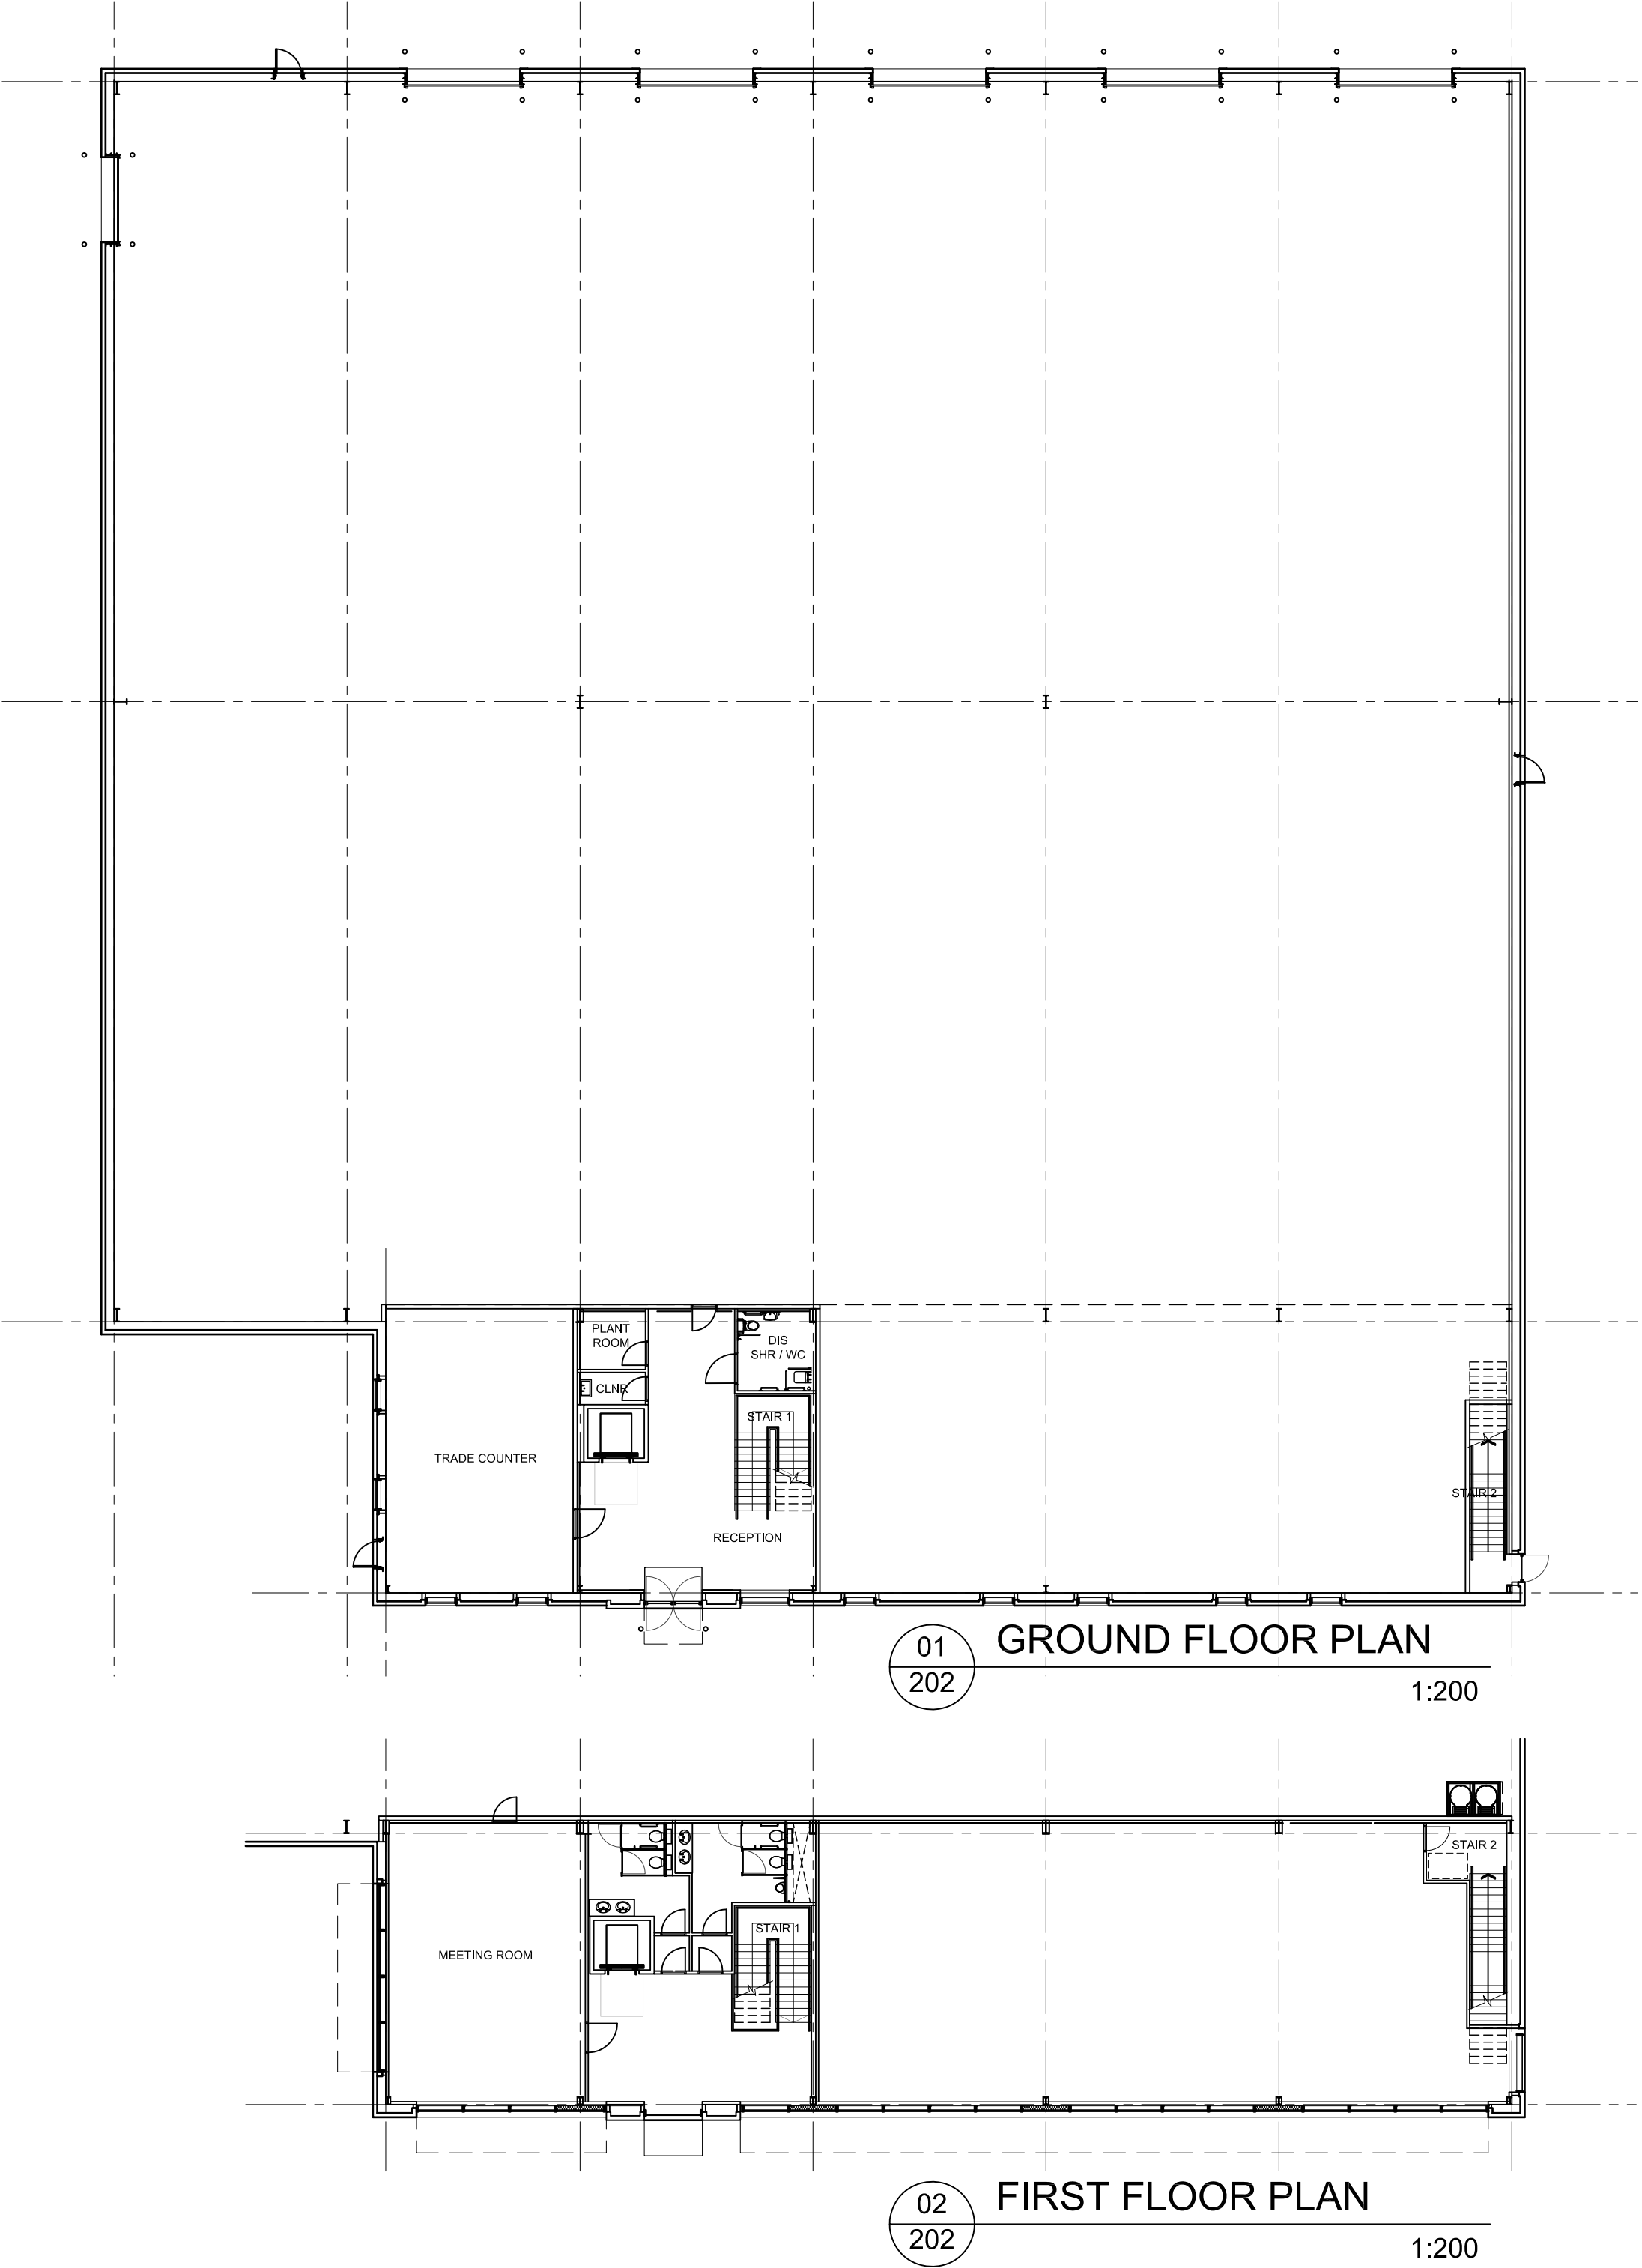 PLANT
ROOM
DIS
SHR / WC
CLNR
STAIR 1
TRADE COUNTER
STAIR 2
RECEPTION
01
202
GROUND FLOOR PLAN
1:200
STAIR 2
STAIR 1
MEETING ROOM
02
202
FIRST FLOOR PLAN
1:200